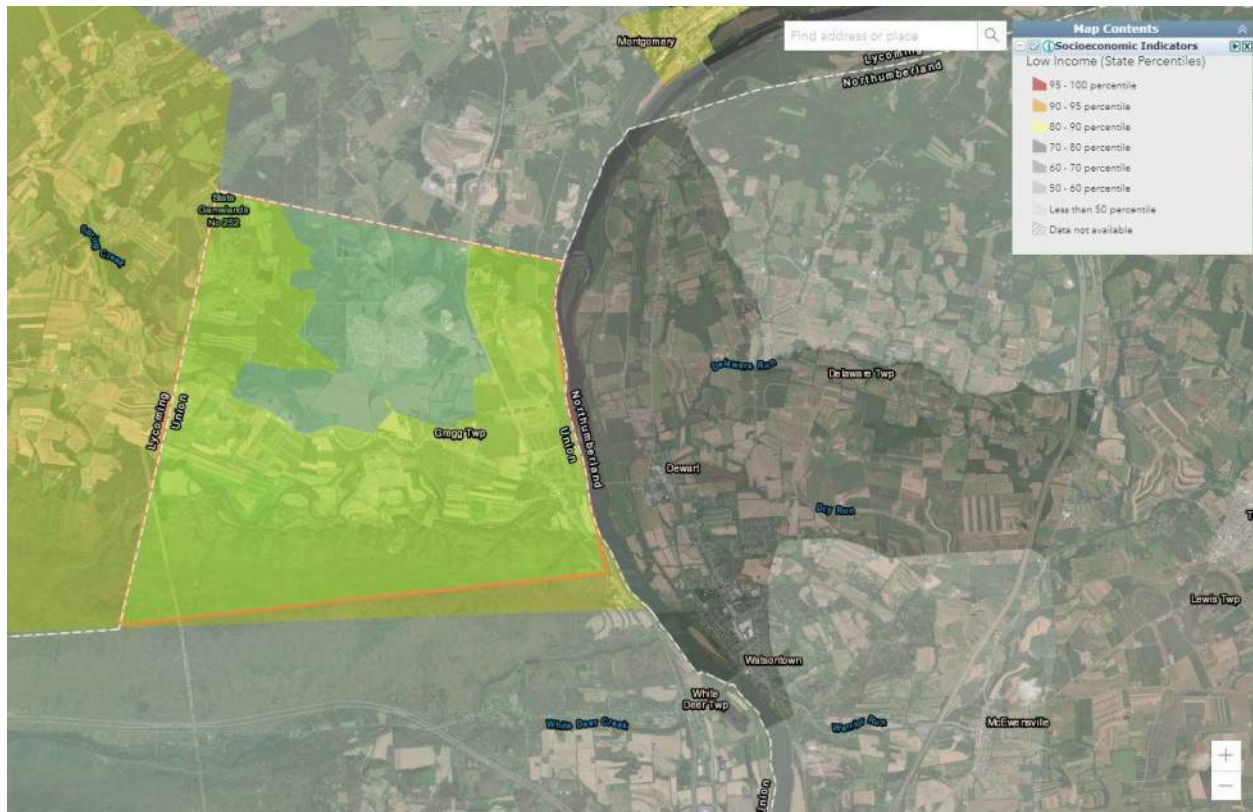 Find address or place
Map Contents
Socioeconomic Indicators
Low Income (State Percentiles)
95 - 100 percentile
90 - 95 percentile
80 - 90 percentile
70 - 80 percentile
60 - 70 percentile
50 - 60 percentile
Less than 50 percentile
Data not available
Montgomery
Lycoming
Northumberland
State
Gamelands
No 252
Spring Creek
Delaware Run
Delaware Twp
Lycoming
Union
Gregg Twp
Northumberland
Union
Dewart
Dry Run
T
Lewis Twp
Watsontown
White
Deer Twp
White Deer Creek
Warrior Run
McEwensville
Union